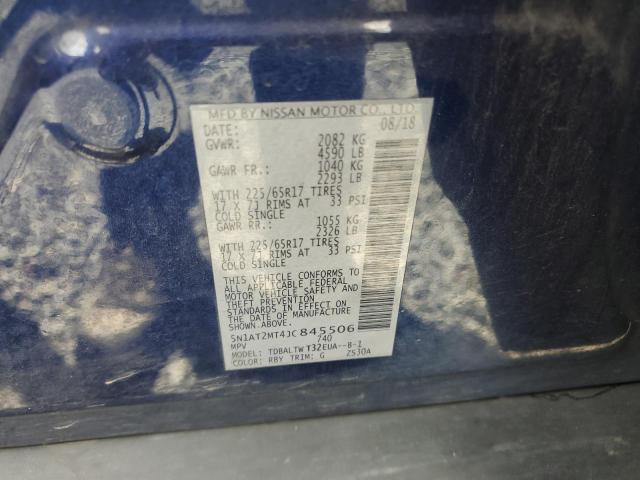 MFD BY NISSAN MOTOR CO., LTD.
DATE: 08/18
GVWR: 2082 KG
4590 LB
GAWR FR.: 1040 KG
2293 LB
WITH 225/65R17 TIRES
17 X 7J RIMS AT 33 PSI
COLD SINGLE
GAWR RR.: 1055 KG
2326 LB
WITH 225/65R17 TIRES
17 X 7J RIMS AT 33 PSI
COLD SINGLE
THIS VEHICLE CONFORMS TO
ALL APPLICABLE FEDERAL
MOTOR VEHICLE SAFETY AND
THEFT PREVENTION
STANDARDS IN EFFECT ON
THE DATE OF MANUFACTURE
SHOWN ABOVE.
5N1AT2MT4JC845506
MPV 740
MODEL: TDBALTW T32EUA--B-1
COLOR: RBY TRIM: G ZS30A